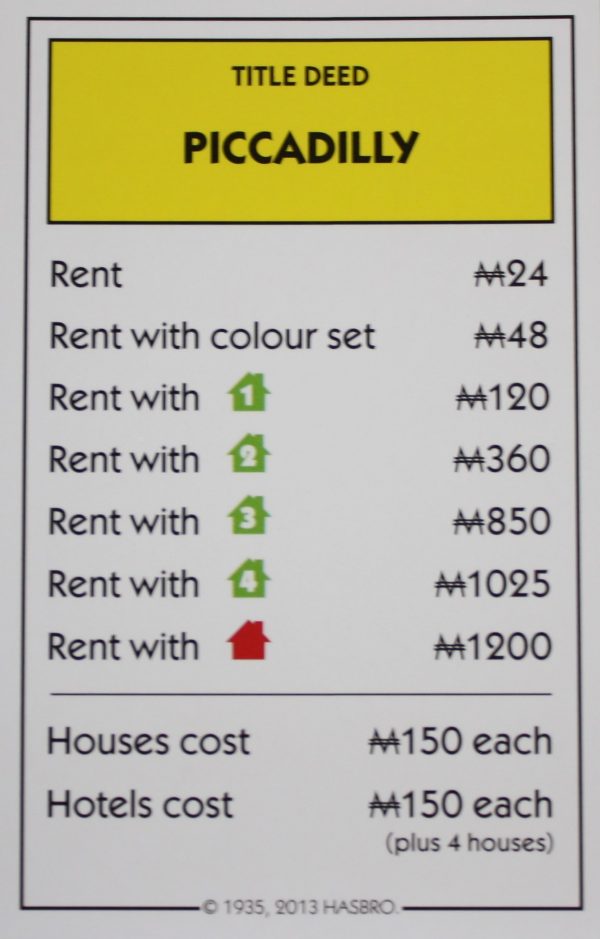 TITLE DEED
PICCADILLY
Rent ₩24
Rent with colour set ₩48
Rent with 1 ₩120
Rent with 2 ₩360
Rent with 3 ₩850
Rent with 4 ₩1025
Rent with ₩1200
Houses cost ₩150 each
Hotels cost ₩150 each
(plus 4 houses)
© 1935, 2013 HASBRO.